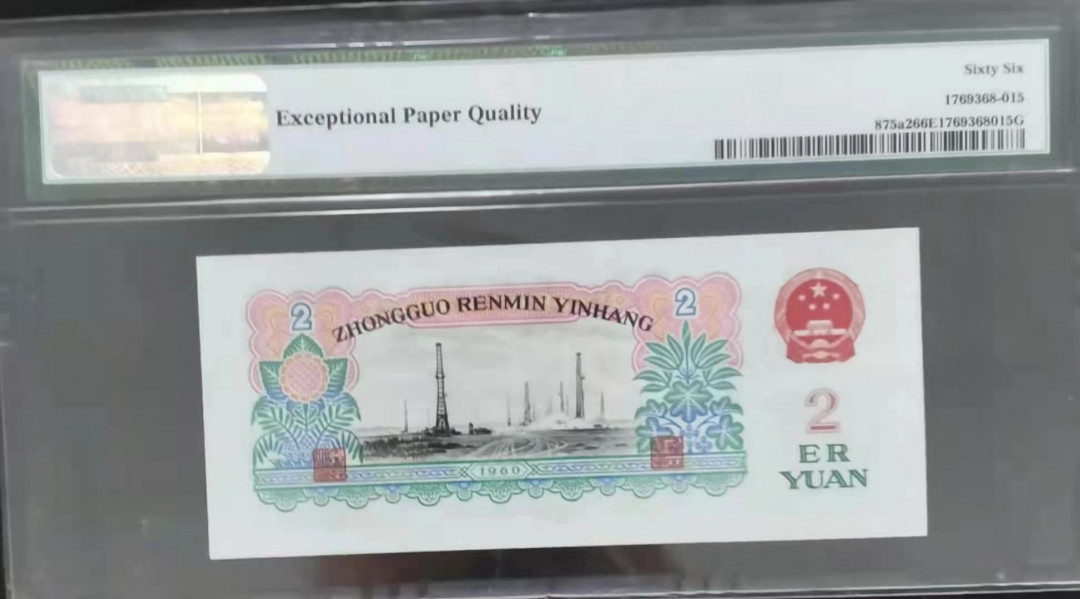 Exceptional Paper Quality
Sixty Six
1769368-015
875a266E1769368015G
2
2
ZHONGGUO RENMIN YINHANG
1960
2
ER
YUAN